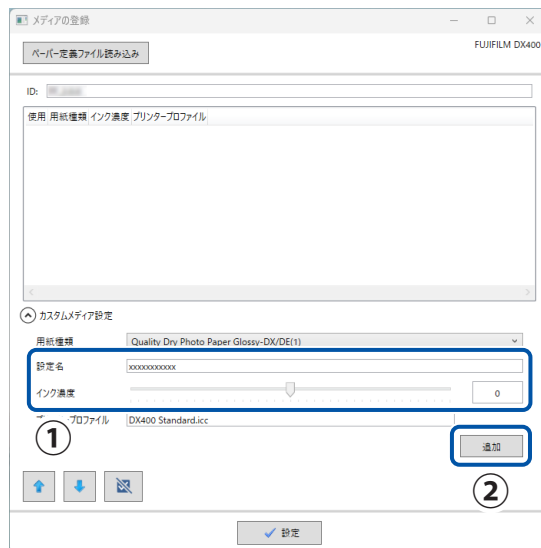 メディアの登録
ペーパー定義ファイル読み込み
FUJIFILM DX400
ID:
使用 用紙種類 インク濃度 プリンタープロファイル
カスタムメディア設定
用紙種類 Quality Dry Photo Paper Glossy-DX/DE(1)
設定名 xxxxxxxxxxx
インク濃度 0
プロファイル DX400 Standard.icc
①
追加
②
設定